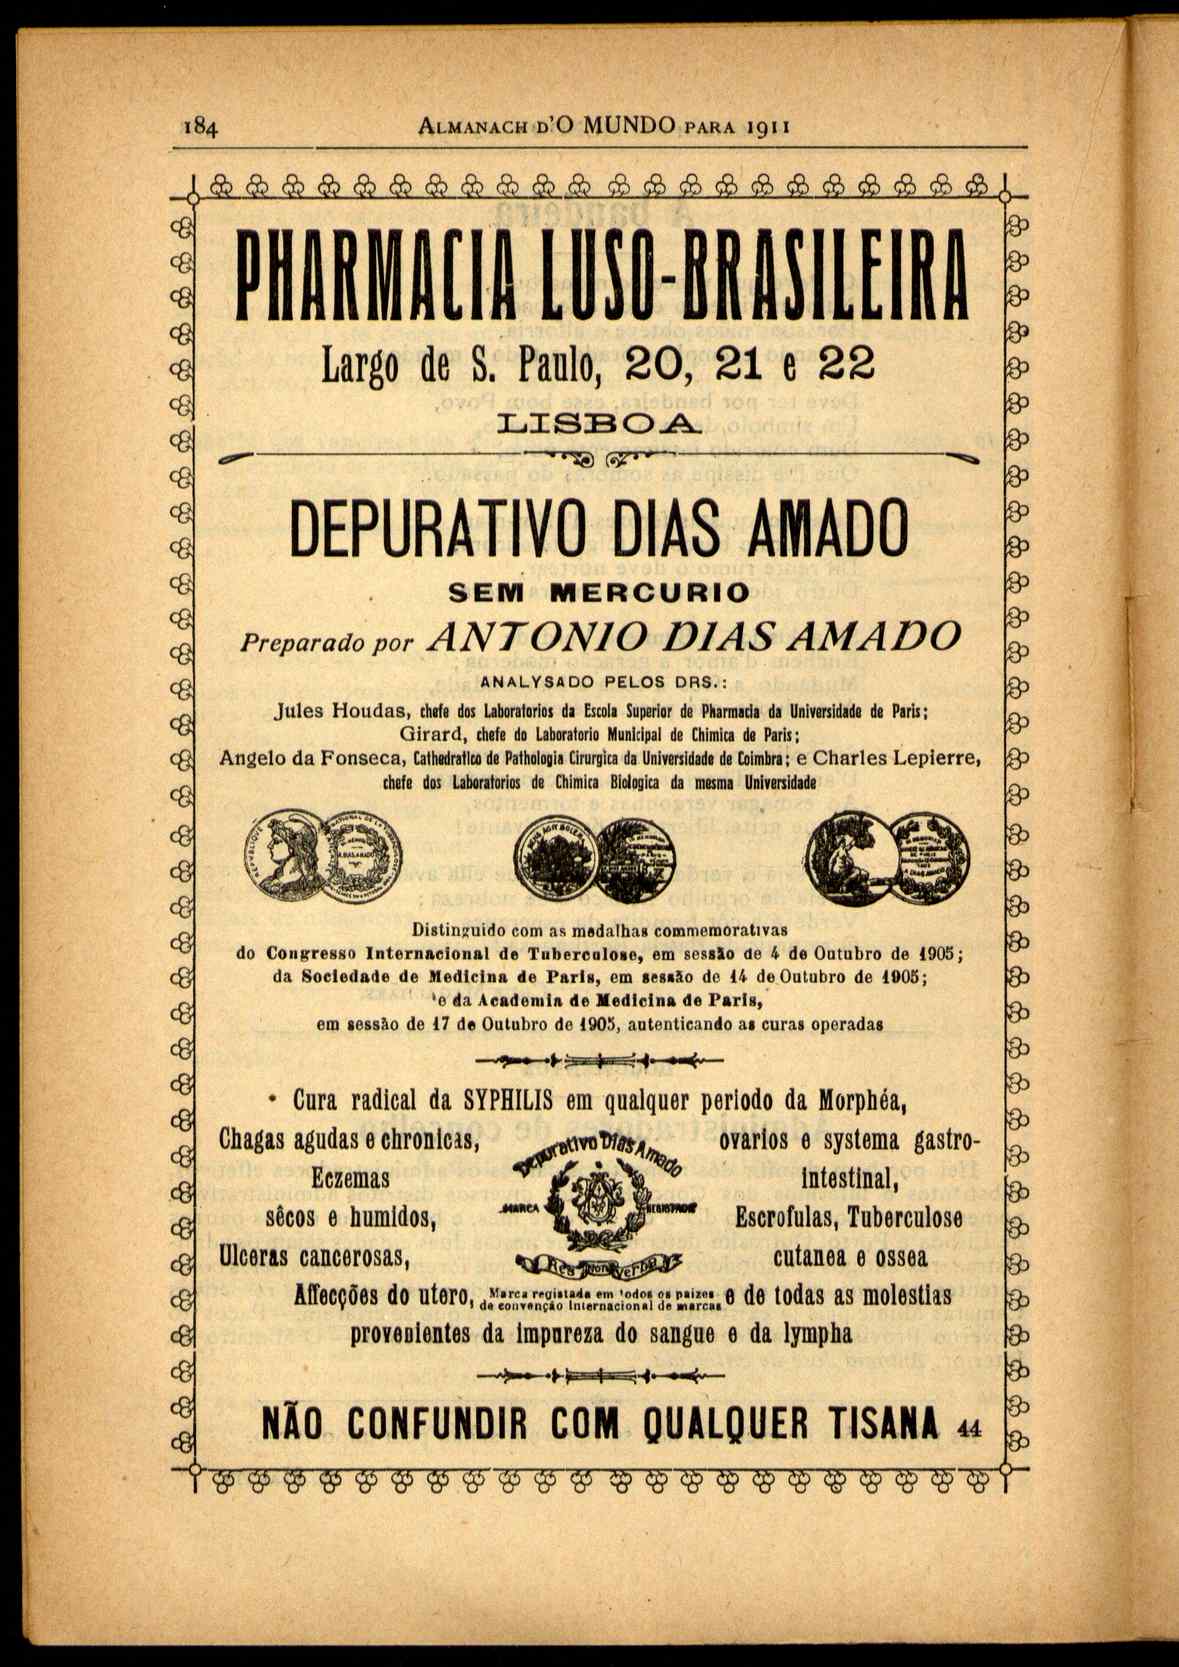 184
ALMANACH D'O MUNDO PARA 1911
PHARMACIA LUSO-BRASILEIRA
Largo de S. Paulo, 20, 21 e 22
LISBOA
DEPURATIVO DIAS AMADO
SEM MERCURIO
Preparado por ANTONIO DIAS AMADO
ANALYSADO PELOS DRS.:
Jules Houdas, chefe dos Laboratorios da Escola Superior de Pharmacia da Universidade de Paris;
Girard, chefe do Laboratorio Municipal de Chimica de Paris;
Angelo da Fonseca, Cathedratico de Pathologia Cirurgica da Universidade de Coimbra; e Charles Lepierre,
chefe dos Laboratorios de Chimica Biologica da mesma Universidade
Distinguido com as medalhas commemorativas
do Congresso Internacional de Tuberculose, em sessão de 4 de Outubro de 1905;
da Sociedade de Medicina de Paris, em sessão de 14 de Outubro de 1905;
e da Academia de Medicina de Paris,
em sessão de 17 de Outubro de 1905, autenticando as curas operadas
Cura radical da SYPHILIS em qualquer periodo da Morphéa,
Chagas agudas e chronicas,
Eczemas
sêcos e humidos,
Ulceras cancerosas,
Depurativo Dias Amado
MARCA REGISTADA
Res non verba
ovarios e systema gastro-
intestinal,
Escrofulas, Tuberculose
cutanea e ossea
Affecções do utero, Marca registada em todos os paizes e de todas as molestias
da convenção Internacional de marcas
provenientes da impureza do sangue e da lympha
NÃO CONFUNDIR COM QUALQUER TISANA 44